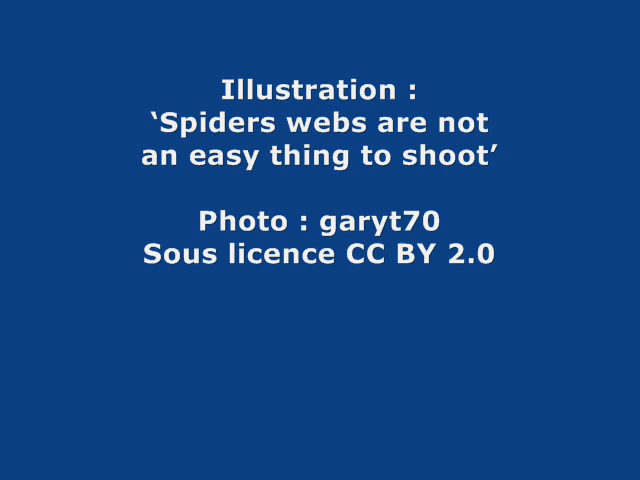 Illustration :
‘Spiders webs are not
an easy thing to shoot’
Photo : garyt70
Sous licence CC BY 2.0